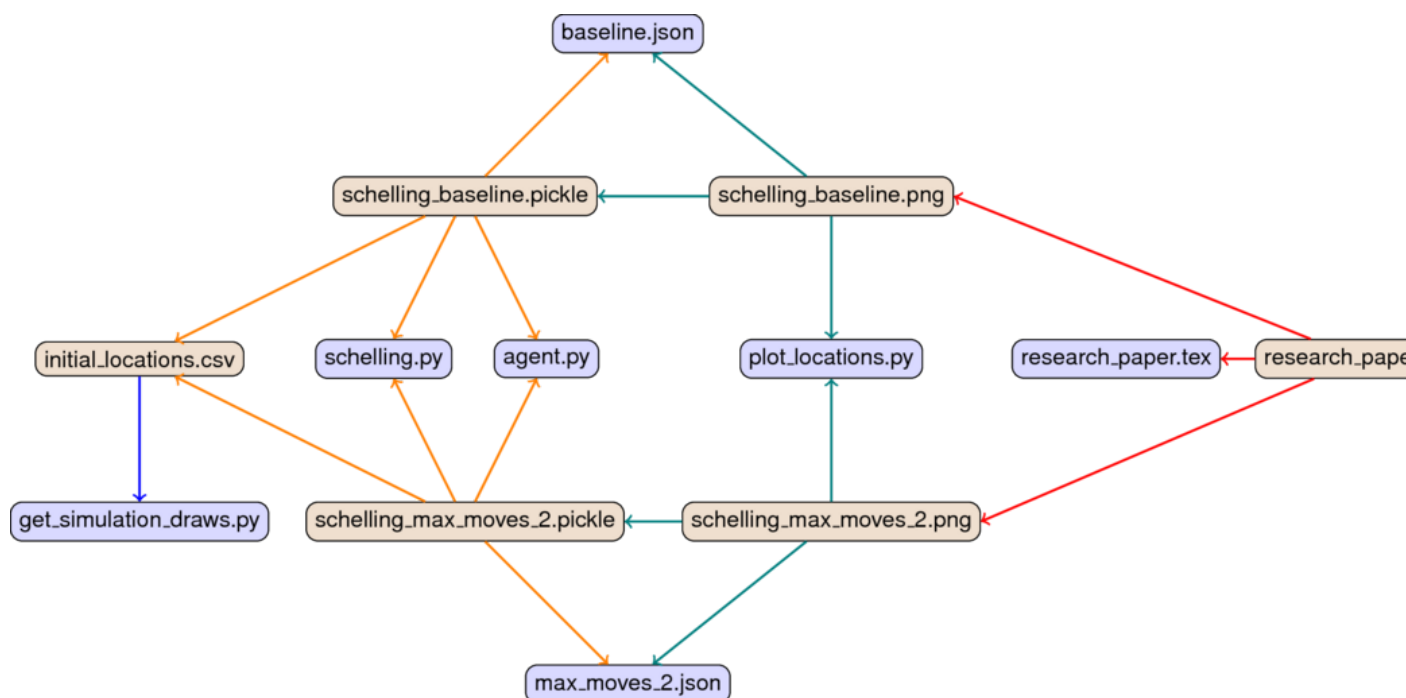 baseline.json
schelling_baseline.pickle
schelling_baseline.png
initial_locations.csv
schelling.py
agent.py
plot_locations.py
research_paper.tex
research_pape
get_simulation_draws.py
schelling_max_moves_2.pickle
schelling_max_moves_2.png
max_moves_2.json